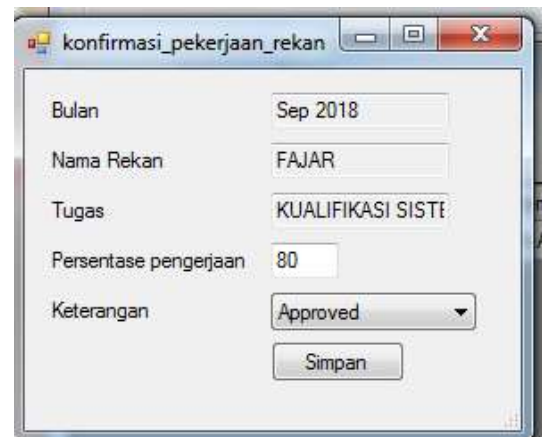 konfirmasi_pekerjaan_rekan
Bulan Sep 2018
Nama Rekan FAJAR
Tugas KUALIFIKASI SISTE
Persentase pengerjaan 80
Keterangan Approved
Simpan